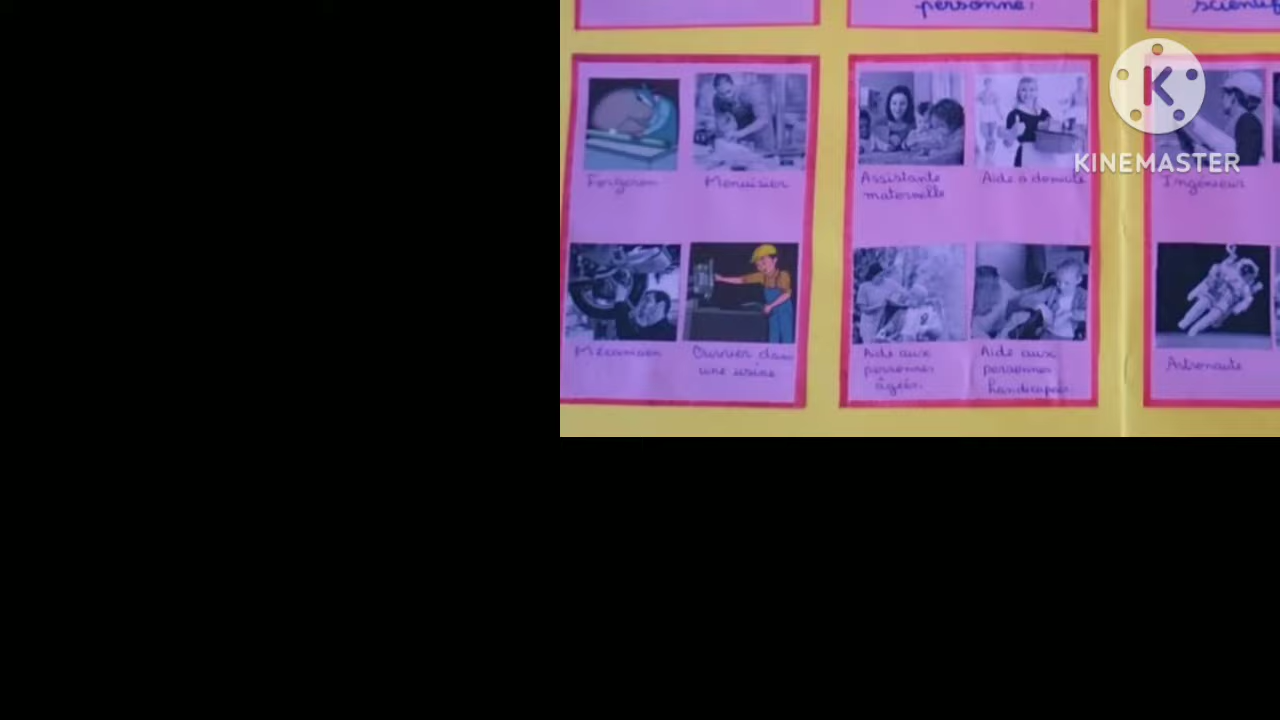 personne:
scientif
KINEMASTER
Forgeron
Menuisier
Assistante
maternelle
Aide a domicile
Ingénieur
Mécanicien
Ouvrier dans
une usine
Aide aux
personnes
âgées.
Aide aux
personnes
handicapées
Astronaute